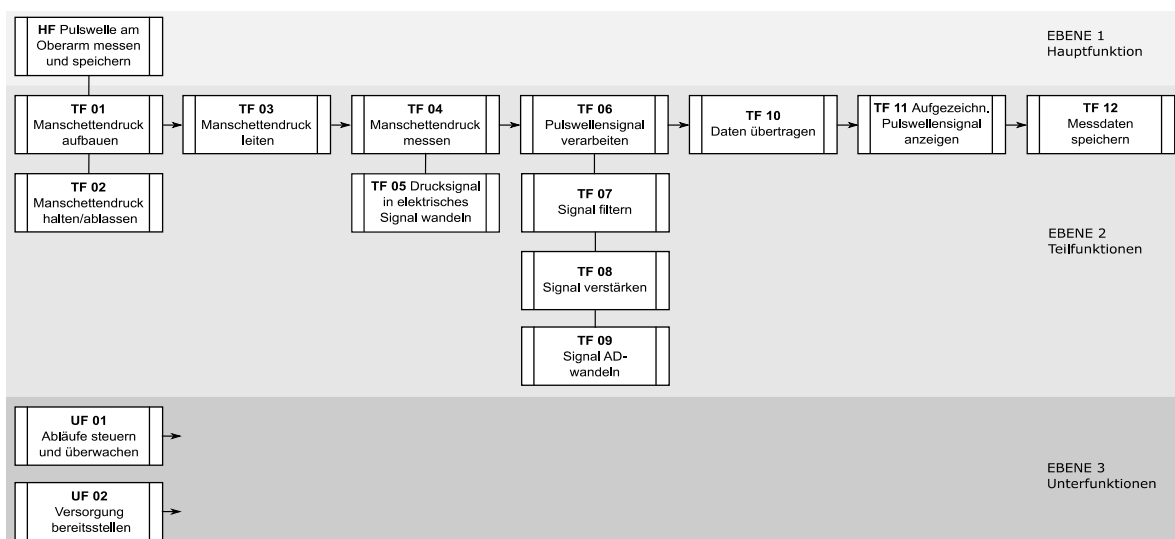 HF Pulswelle am
Oberarm messen
und speichern
EBENE 1
Hauptfunktion
TF 01
Manschettendruck
aufbauen
TF 03
Manschettendruck
leiten
TF 04
Manschettendruck
messen
TF 06
Pulswellensignal
verarbeiten
TF 10
Daten übertragen
TF 11 Aufgezeichn.
Pulswellensignal
anzeigen
TF 12
Messdaten
speichern
TF 02
Manschettendruck
halten/ablassen
TF 05 Drucksignal
in elektrisches
Signal wandeln
TF 07
Signal filtern
EBENE 2
Teilfunktionen
TF 08
Signal verstärken
TF 09
Signal AD-
wandeln
UF 01
Abläufe steuern
und überwachen
EBENE 3
Unterfunktionen
UF 02
Versorgung
bereitsstellen